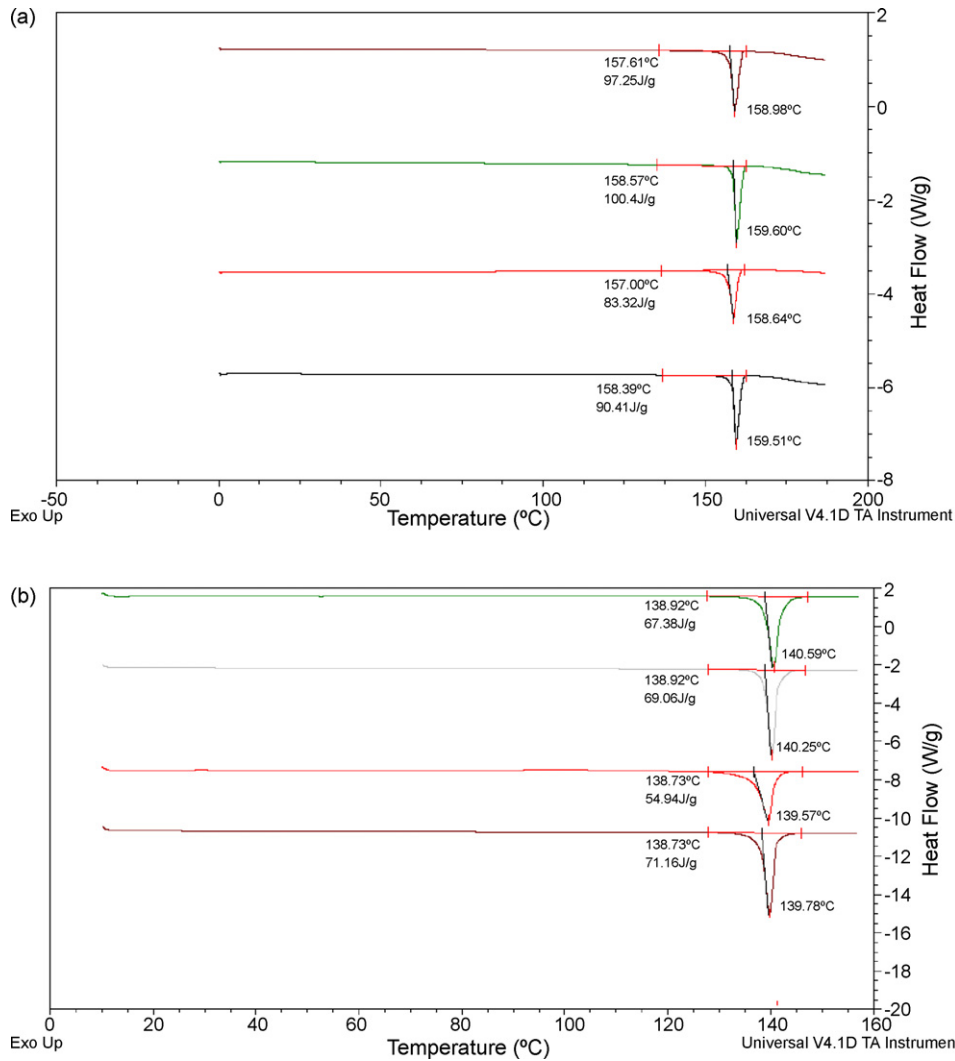 (a)
2
157.61ºC
97.25J/g
158.98ºC
0
158.57ºC
100.4J/g
159.60ºC
-2
157.00ºC
83.32J/g
158.64ºC
-4
158.39ºC
90.41J/g
159.51ºC
-6
-8
Heat Flow (W/g)
-50 0 50 100 150 200
Exo Up Temperature (ºC) Universal V4.1D TA Instrument
(b)
2
138.92ºC
67.38J/g
140.59ºC
0
-2
138.92ºC
69.06J/g
140.25ºC
-4
-6
-8
138.73ºC
54.94J/g
139.57ºC
-10
138.73ºC
71.16J/g
139.78ºC
-12
-14
-16
-18
-20
Heat Flow (W/g)
0 20 40 60 80 100 120 140 160
Exo Up Temperature (ºC) Universal V4.1D TA Instrumen